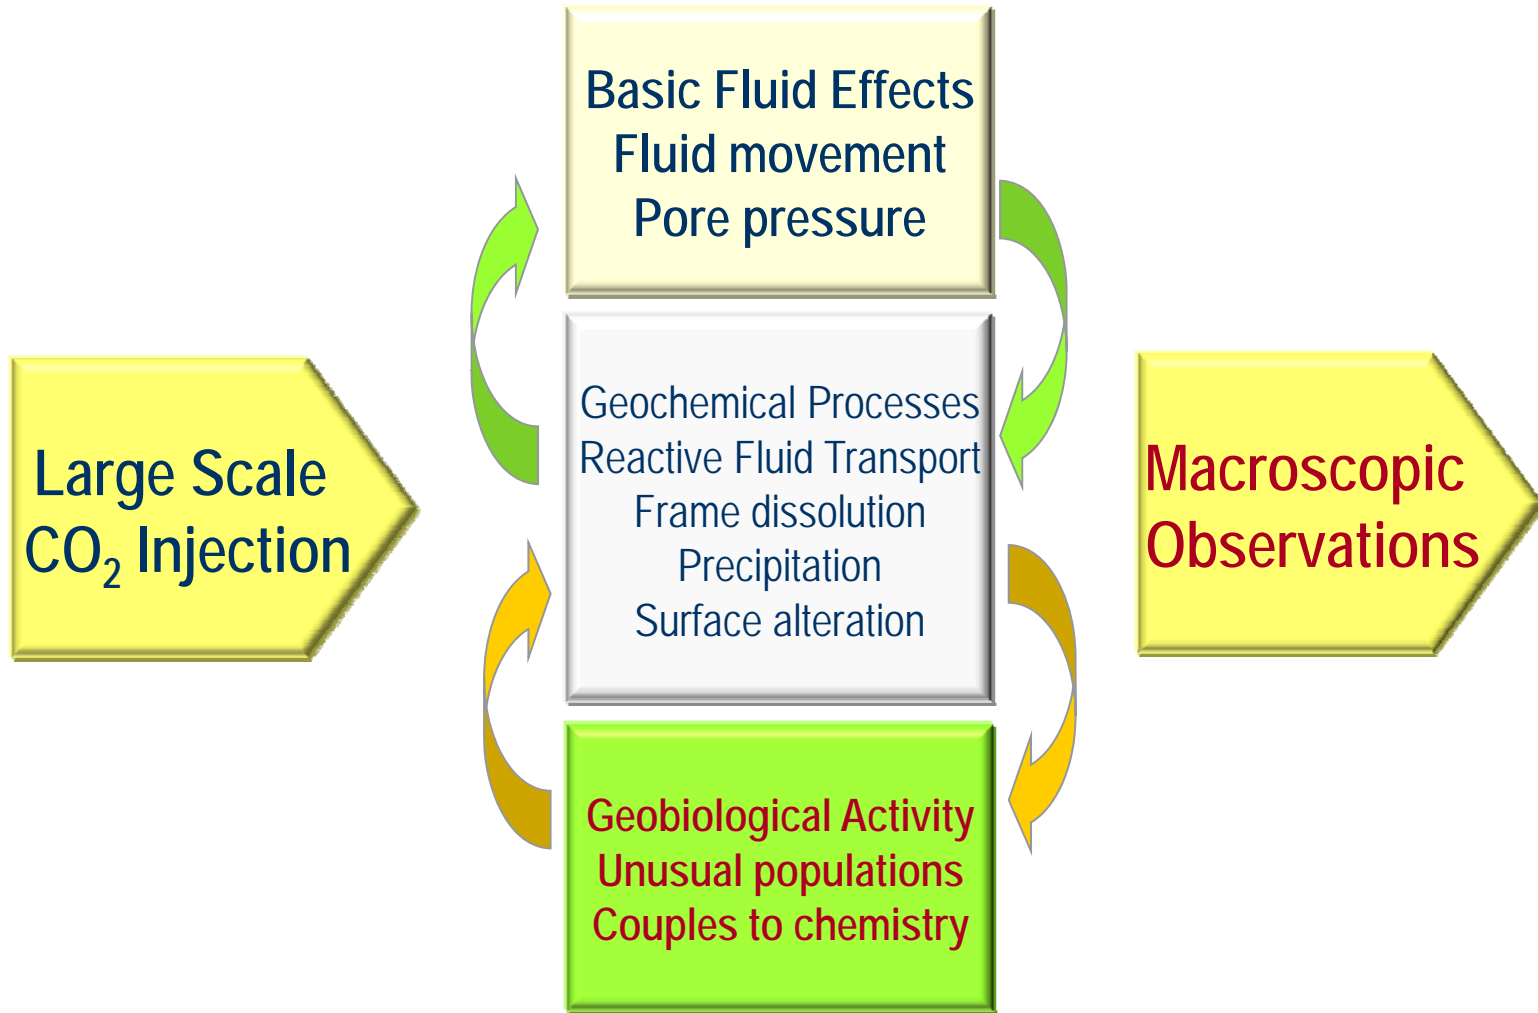 Large Scale
CO₂ Injection
Basic Fluid Effects
Fluid movement
Pore pressure
Geochemical Processes
Reactive Fluid Transport
Frame dissolution
Precipitation
Surface alteration
Geobiological Activity
Unusual populations
Couples to chemistry
Macroscopic
Observations